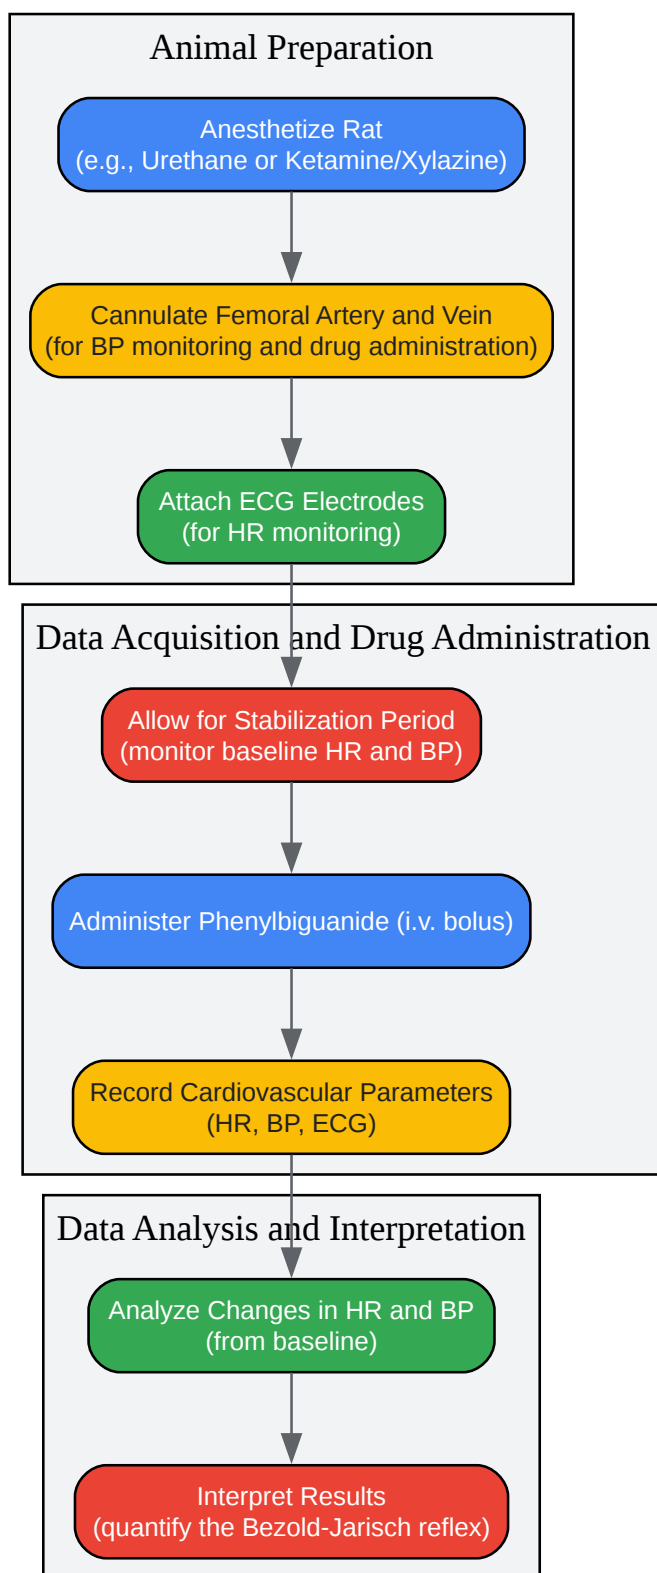 Animal Preparation
Anesthetize Rat
(e.g., Urethane or Ketamine/Xylazine)
Cannulate Femoral Artery and Vein
(for BP monitoring and drug administration)
Attach ECG Electrodes
(for HR monitoring)
Data Acquisition and Drug Administration
Allow for Stabilization Period
(monitor baseline HR and BP)
Administer Phenylbiguanide (i.v. bolus)
Record Cardiovascular Parameters
(HR, BP, ECG)
Data Analysis and Interpretation
Analyze Changes in HR and BP
(from baseline)
Interpret Results
(quantify the Bezold-Jarisch reflex)